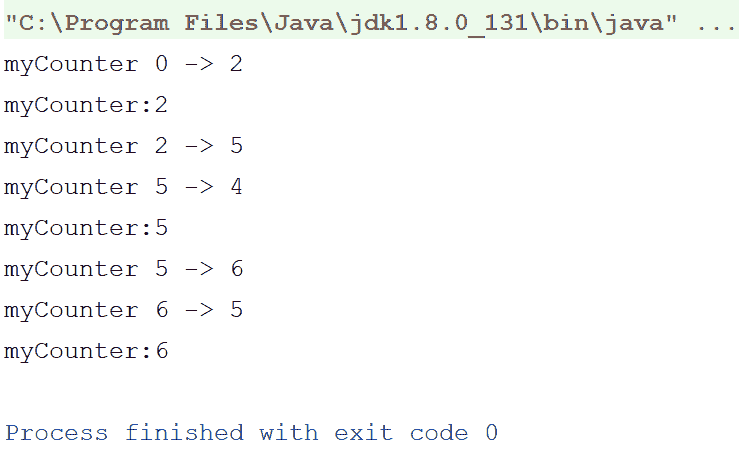 "C:\Program Files\Java\jdk1.8.0_131\bin\java" ...
myCounter 0 -> 2
myCounter:2
myCounter 2 -> 5
myCounter 5 -> 4
myCounter:5
myCounter 5 -> 6
myCounter 6 -> 5
myCounter:6
Process finished with exit code 0